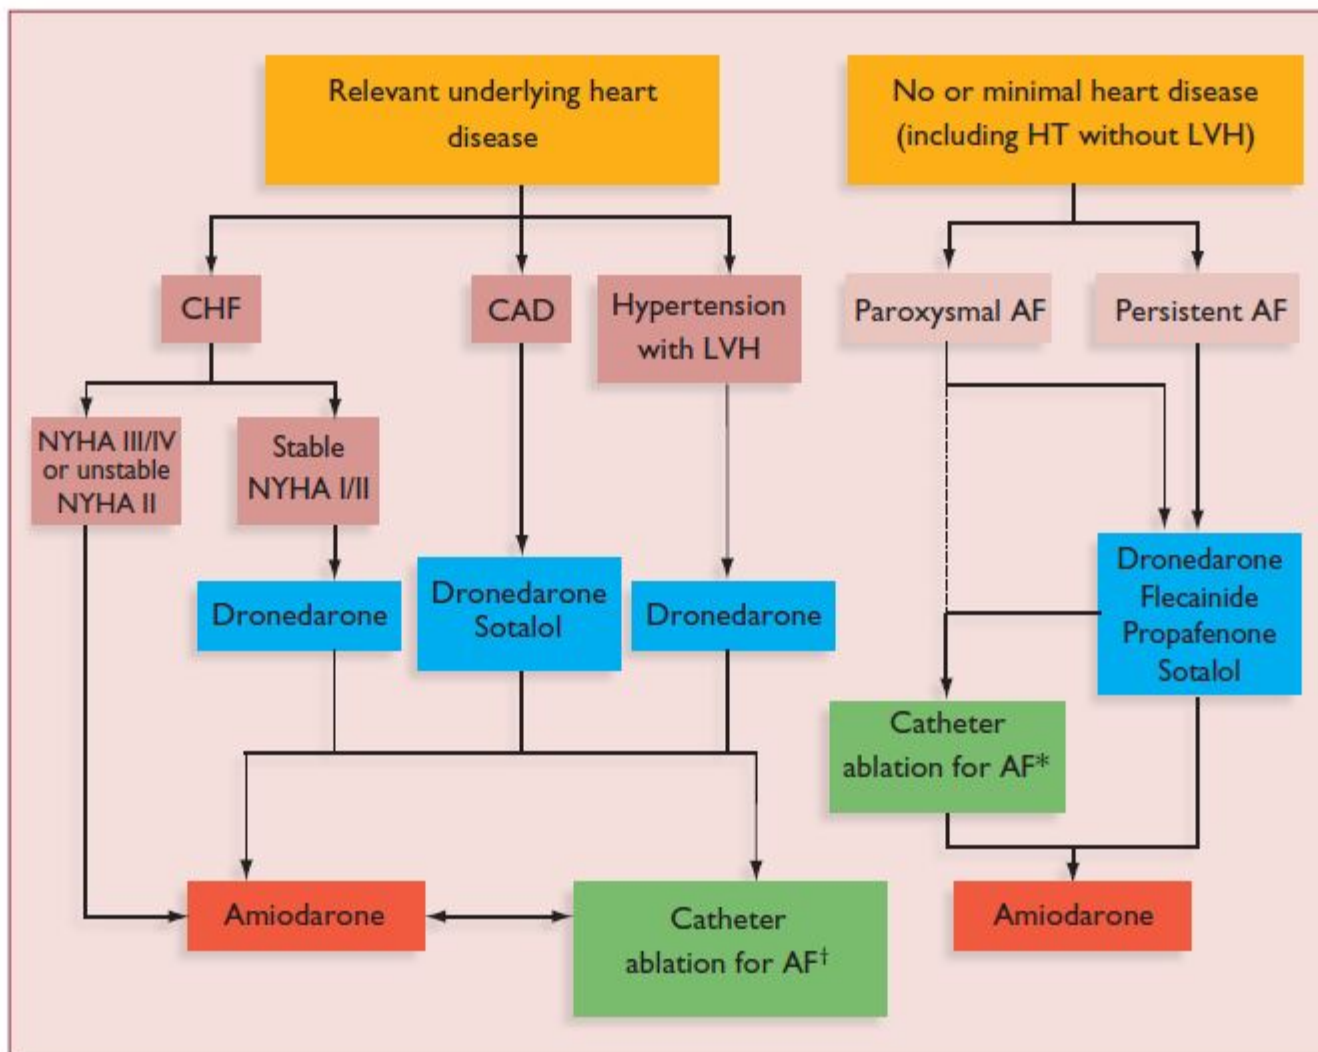 Relevant underlying heart
disease
No or minimal heart disease
(including HT without LVH)
CHF
CAD
Hypertension
with LVH
Paroxysmal AF
Persistent AF
NYHA III/IV
or unstable
NYHA II
Stable
NYHA I/II
Dronedarone
Dronedarone
Sotalol
Dronedarone
Dronedarone
Flecainide
Propafenone
Sotalol
Catheter
ablation for AF*
Amiodarone
Catheter
ablation for AF†
Amiodarone